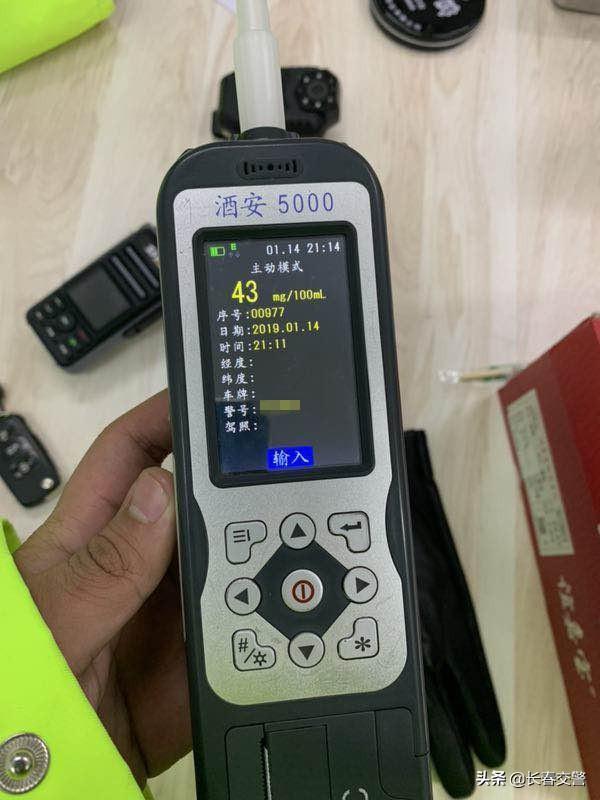 酒安 5000
E 01.14 21:14
主动模式
43 mg/100mL
序号:00977
日期:2019.01.14
时间:21:11
经度:
纬度:
车牌:
警号:
驾照:
输入
#/
*
头条 @长春交警